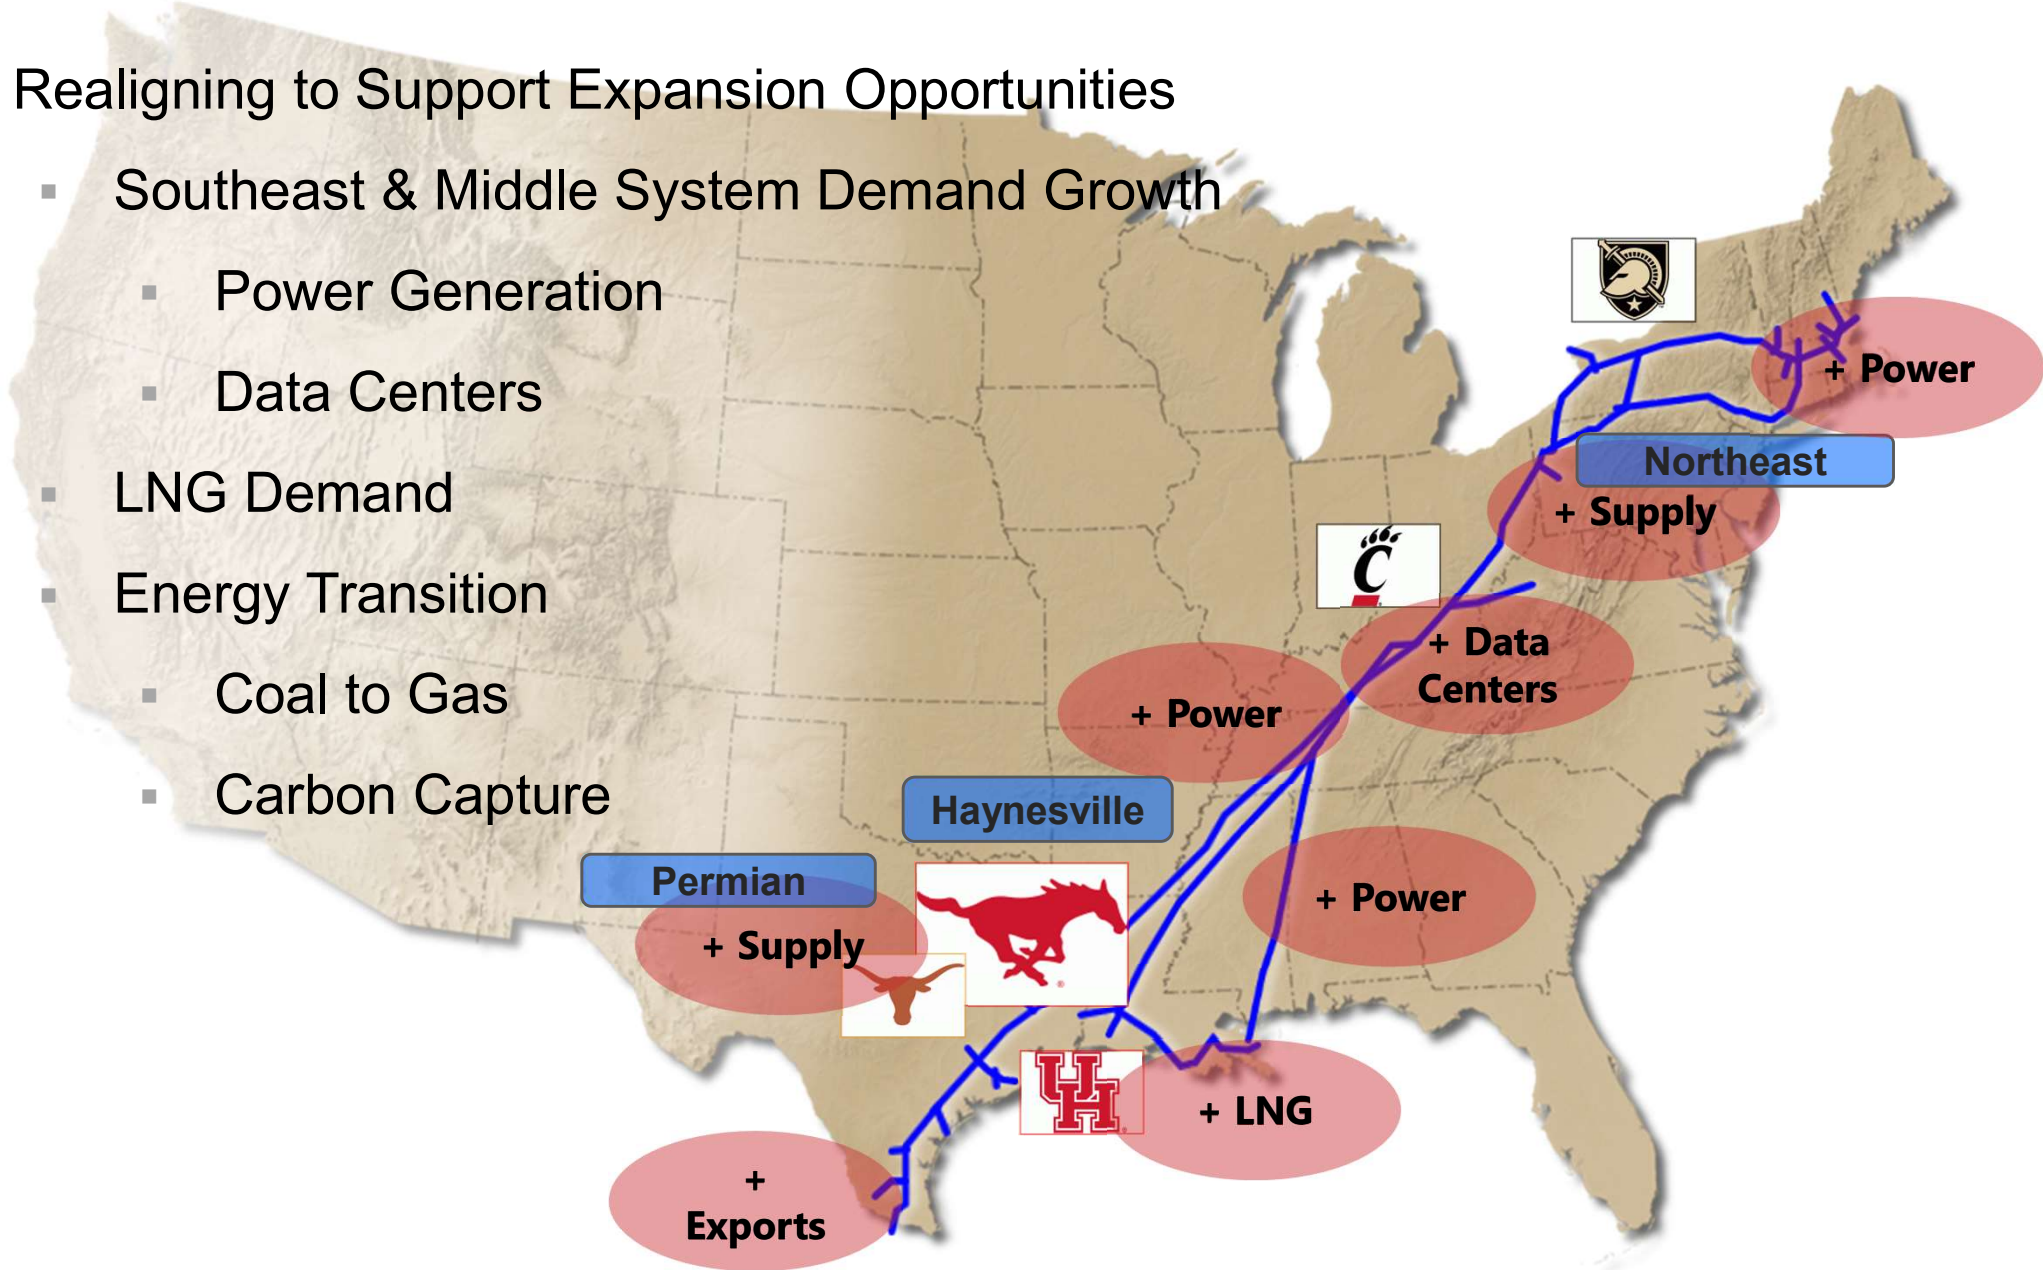 Realigning to Support Expansion Opportunities
Southeast & Middle System Demand Growth
Power Generation
Data Centers
LNG Demand
Energy Transition
Coal to Gas
Carbon Capture
+ Power
Northeast
+ Supply
C
+ Data
Centers
+ Power
Haynesville
Permian
+ Supply
+ Power
UH
+ LNG
+
Exports